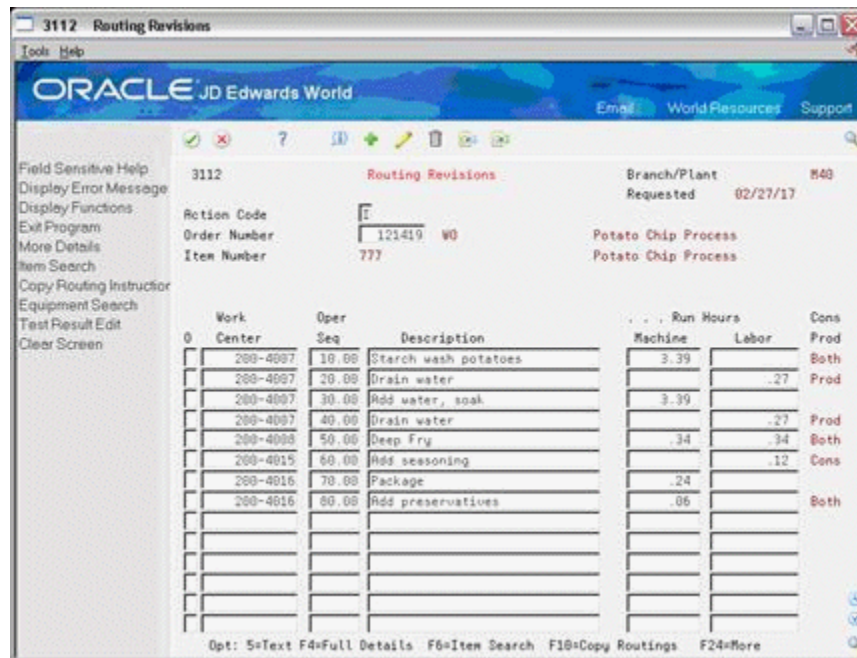 3112 Routing Revisions
Tools Help
ORACLE JD Edwards World
Email World Resources Support
?
Field Sensitive Help
Display Error Message
Display Functions
Exit Program
More Details
Item Search
Copy Routing Instruction
Equipment Search
Test Result Edit
Clear Screen
3112 Routing Revisions Branch/Plant M40
Requested 02/27/17
Action Code I
Order Number 121419 WO Potato Chip Process
Item Number 777 Potato Chip Process
Work Oper . . . Run Hours Cons
O Center Seq Description Machine Labor Prod
200-4007 10.00 Starch wash potatoes 3.39 Both
200-4007 20.00 Drain water .27 Prod
200-4007 30.00 Add water, soak 3.39
200-4007 40.00 Drain water .27 Prod
200-4008 50.00 Deep Fry .34 .34 Both
200-4015 60.00 Add seasoning .12 Cons
200-4016 70.00 Package .24
200-4016 80.00 Add preservatives .06 Both
Opt: 5=Text F4=Full Details F6=Item Search F10=Copy Routings F24=More